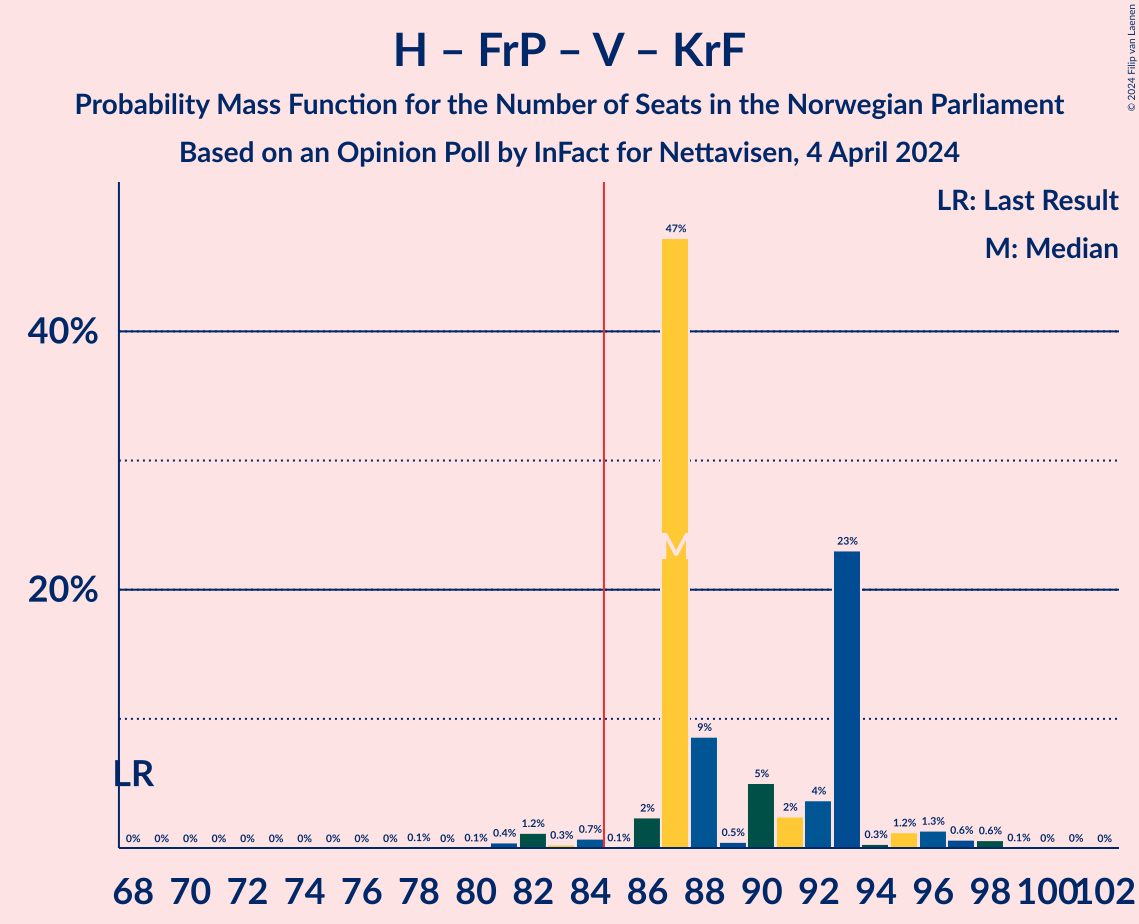 H – FrP – V – KrF
Probability Mass Function for the Number of Seats in the Norwegian Parliament
Based on an Opinion Poll by InFact for Nettavisen, 4 April 2024
© 2024 Filip van Laenen
LR: Last Result
M: Median
47%
40%
M
23%
20%
9%
LR
5%
4%
0% 0% 0% 0% 0% 0% 0% 0% 0% 0% 0.1% 0% 0.1% 0.4% 1.2% 0.3% 0.7% 0.1% 2% 0.5% 2% 0.3% 1.2% 1.3% 0.6% 0.6% 0.1% 0% 0% 0%
68 70 72 74 76 78 80 82 84 86 88 90 92 94 96 98 100 102